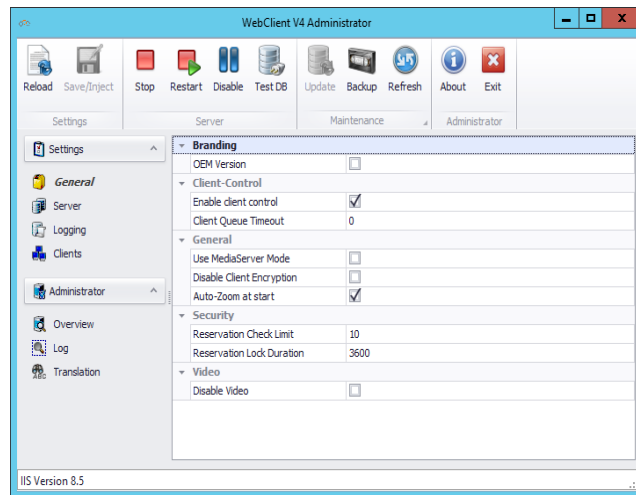 WebClient V4 Administrator
Reload Save/Inject Stop Restart Disable Test DB Update Backup Refresh About Exit
Settings Server Maintenance Administrator
Settings
General
Server
Logging
Clients
Administrator
Overview
Log
ABC
Translation
Branding
OEM Version
Client-Control
Enable client control
Client Queue Timeout 0
General
Use MediaServer Mode
Disable Client Encryption
Auto-Zoom at start
Security
Reservation Check Limit 10
Reservation Lock Duration 3600
Video
Disable Video
IIS Version 8.5